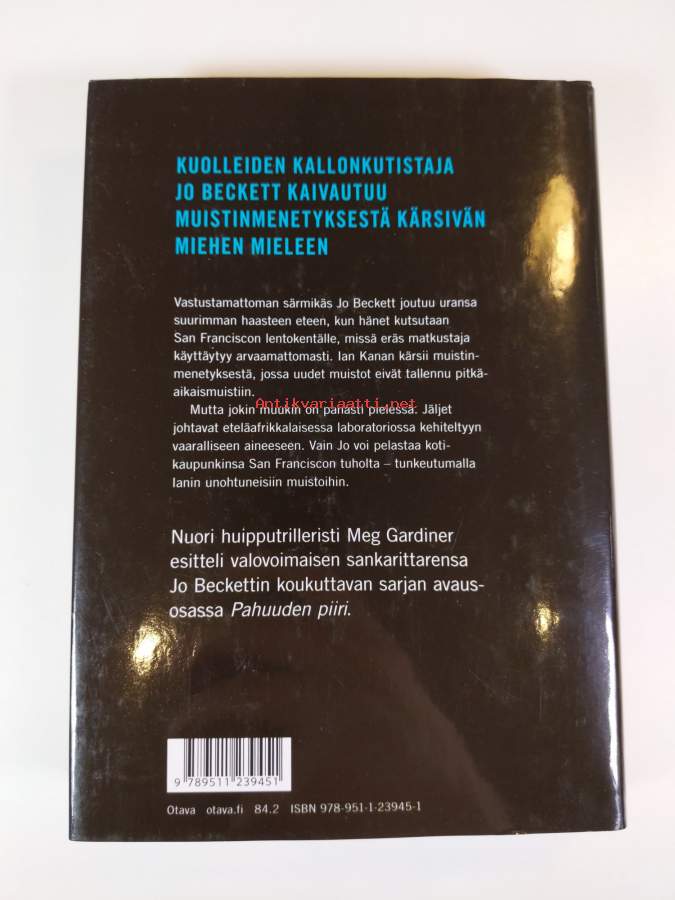 KUOLLEIDEN KALLONKUTISTAJA
JO BECKETT KAIVAUTUU
MUISTINMENETYKSESTÄ KÄRSIVÄN
MIEHEN MIELEEN
Vastustamattoman särmikäs Jo Beckett joutuu uransa
suurimman haasteen eteen, kun hänet kutsutaan
San Franciscon lentokentälle, missä eräs matkustaja
käyttäytyy arvaamattomasti. Ian Kanan kärsii muistin-
menetyksestä, jossa uudet muistot eivät tallennu pitkä-
aikaismuistiin.
Antikvariaatti.net
Mutta jokin muukin on pahasti pielessä. Jäljet
johtavat eteläafrikkalaisessa laboratoriossa kehiteltyyn
vaaralliseen aineeseen. Vain Jo voi pelastaa koti-
kaupunkinsa San Franciscon tuholta – tunkeutumalla
Ianin unohtuneisiin muistoihin.
Nuori huipputrilleristi Meg Gardiner
esitteli valovoimaisen sankarittarensa
Jo Beckettin koukuttavan sarjan avaus-
osassa Pahuuden piiri.
9 789511 239451
Otava otava.fi 84.2 ISBN 978-951-1-23945-1